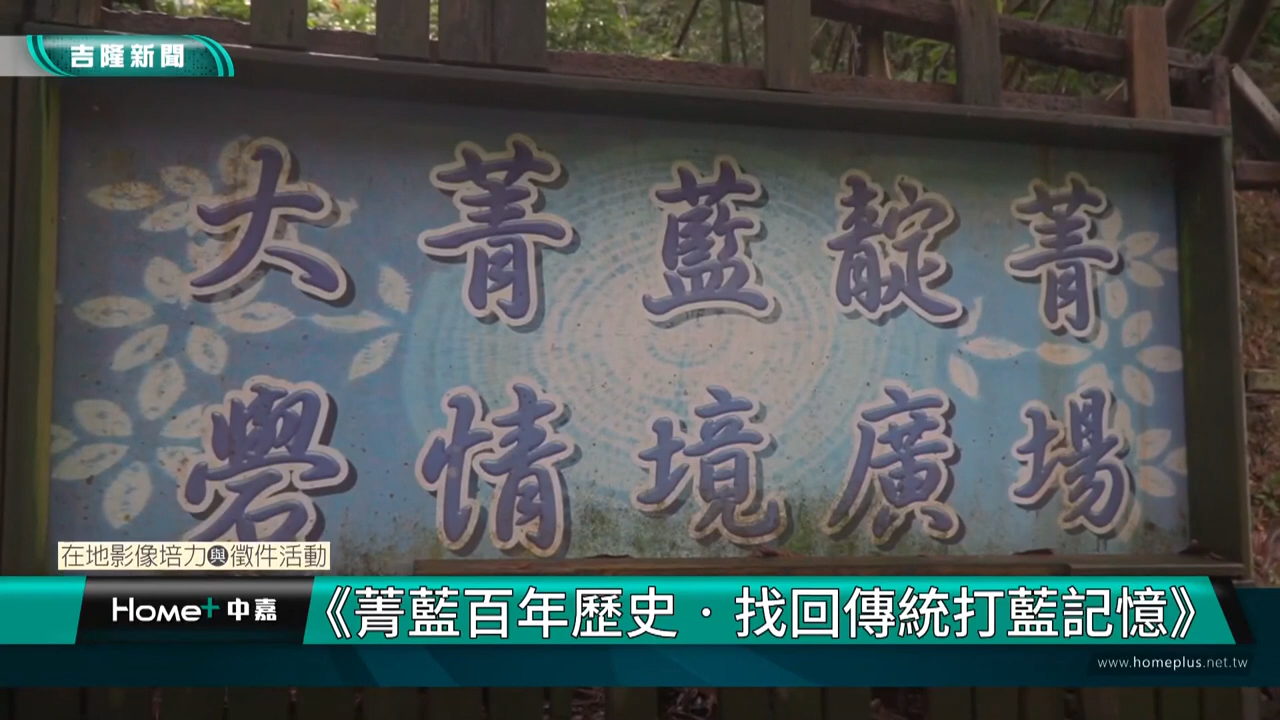 吉隆新聞
大菁藍靛菁
礐情境廣場
在地影像培力與徵件活動
Home+中嘉
《菁藍百年歷史．找回傳統打藍記憶》
www.homeplus.net.tw